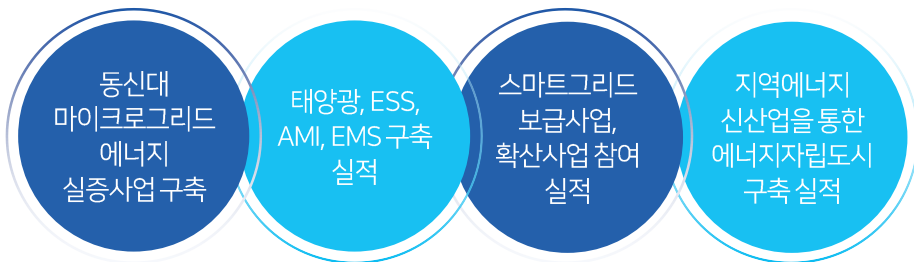 동신대
마이크로그리드
에너지
실증사업 구축
태양광, ESS,
AMI, EMS 구축
실적
스마트그리드
보급사업,
확산사업 참여
실적
지역에너지
신산업을 통한
에너지자립도시
구축 실적